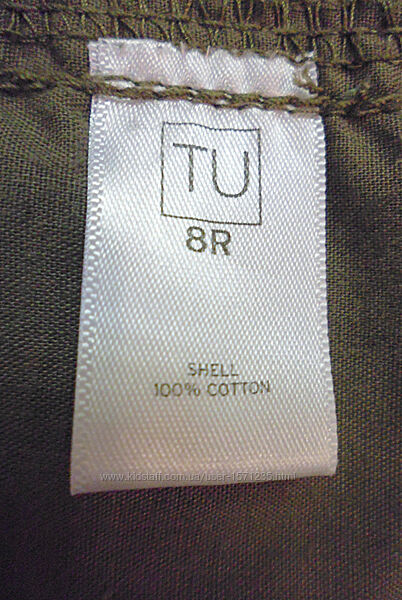 TU
8R
SHELL
100% COTTON
www.kidstaff.com.ua/user-1571235.html